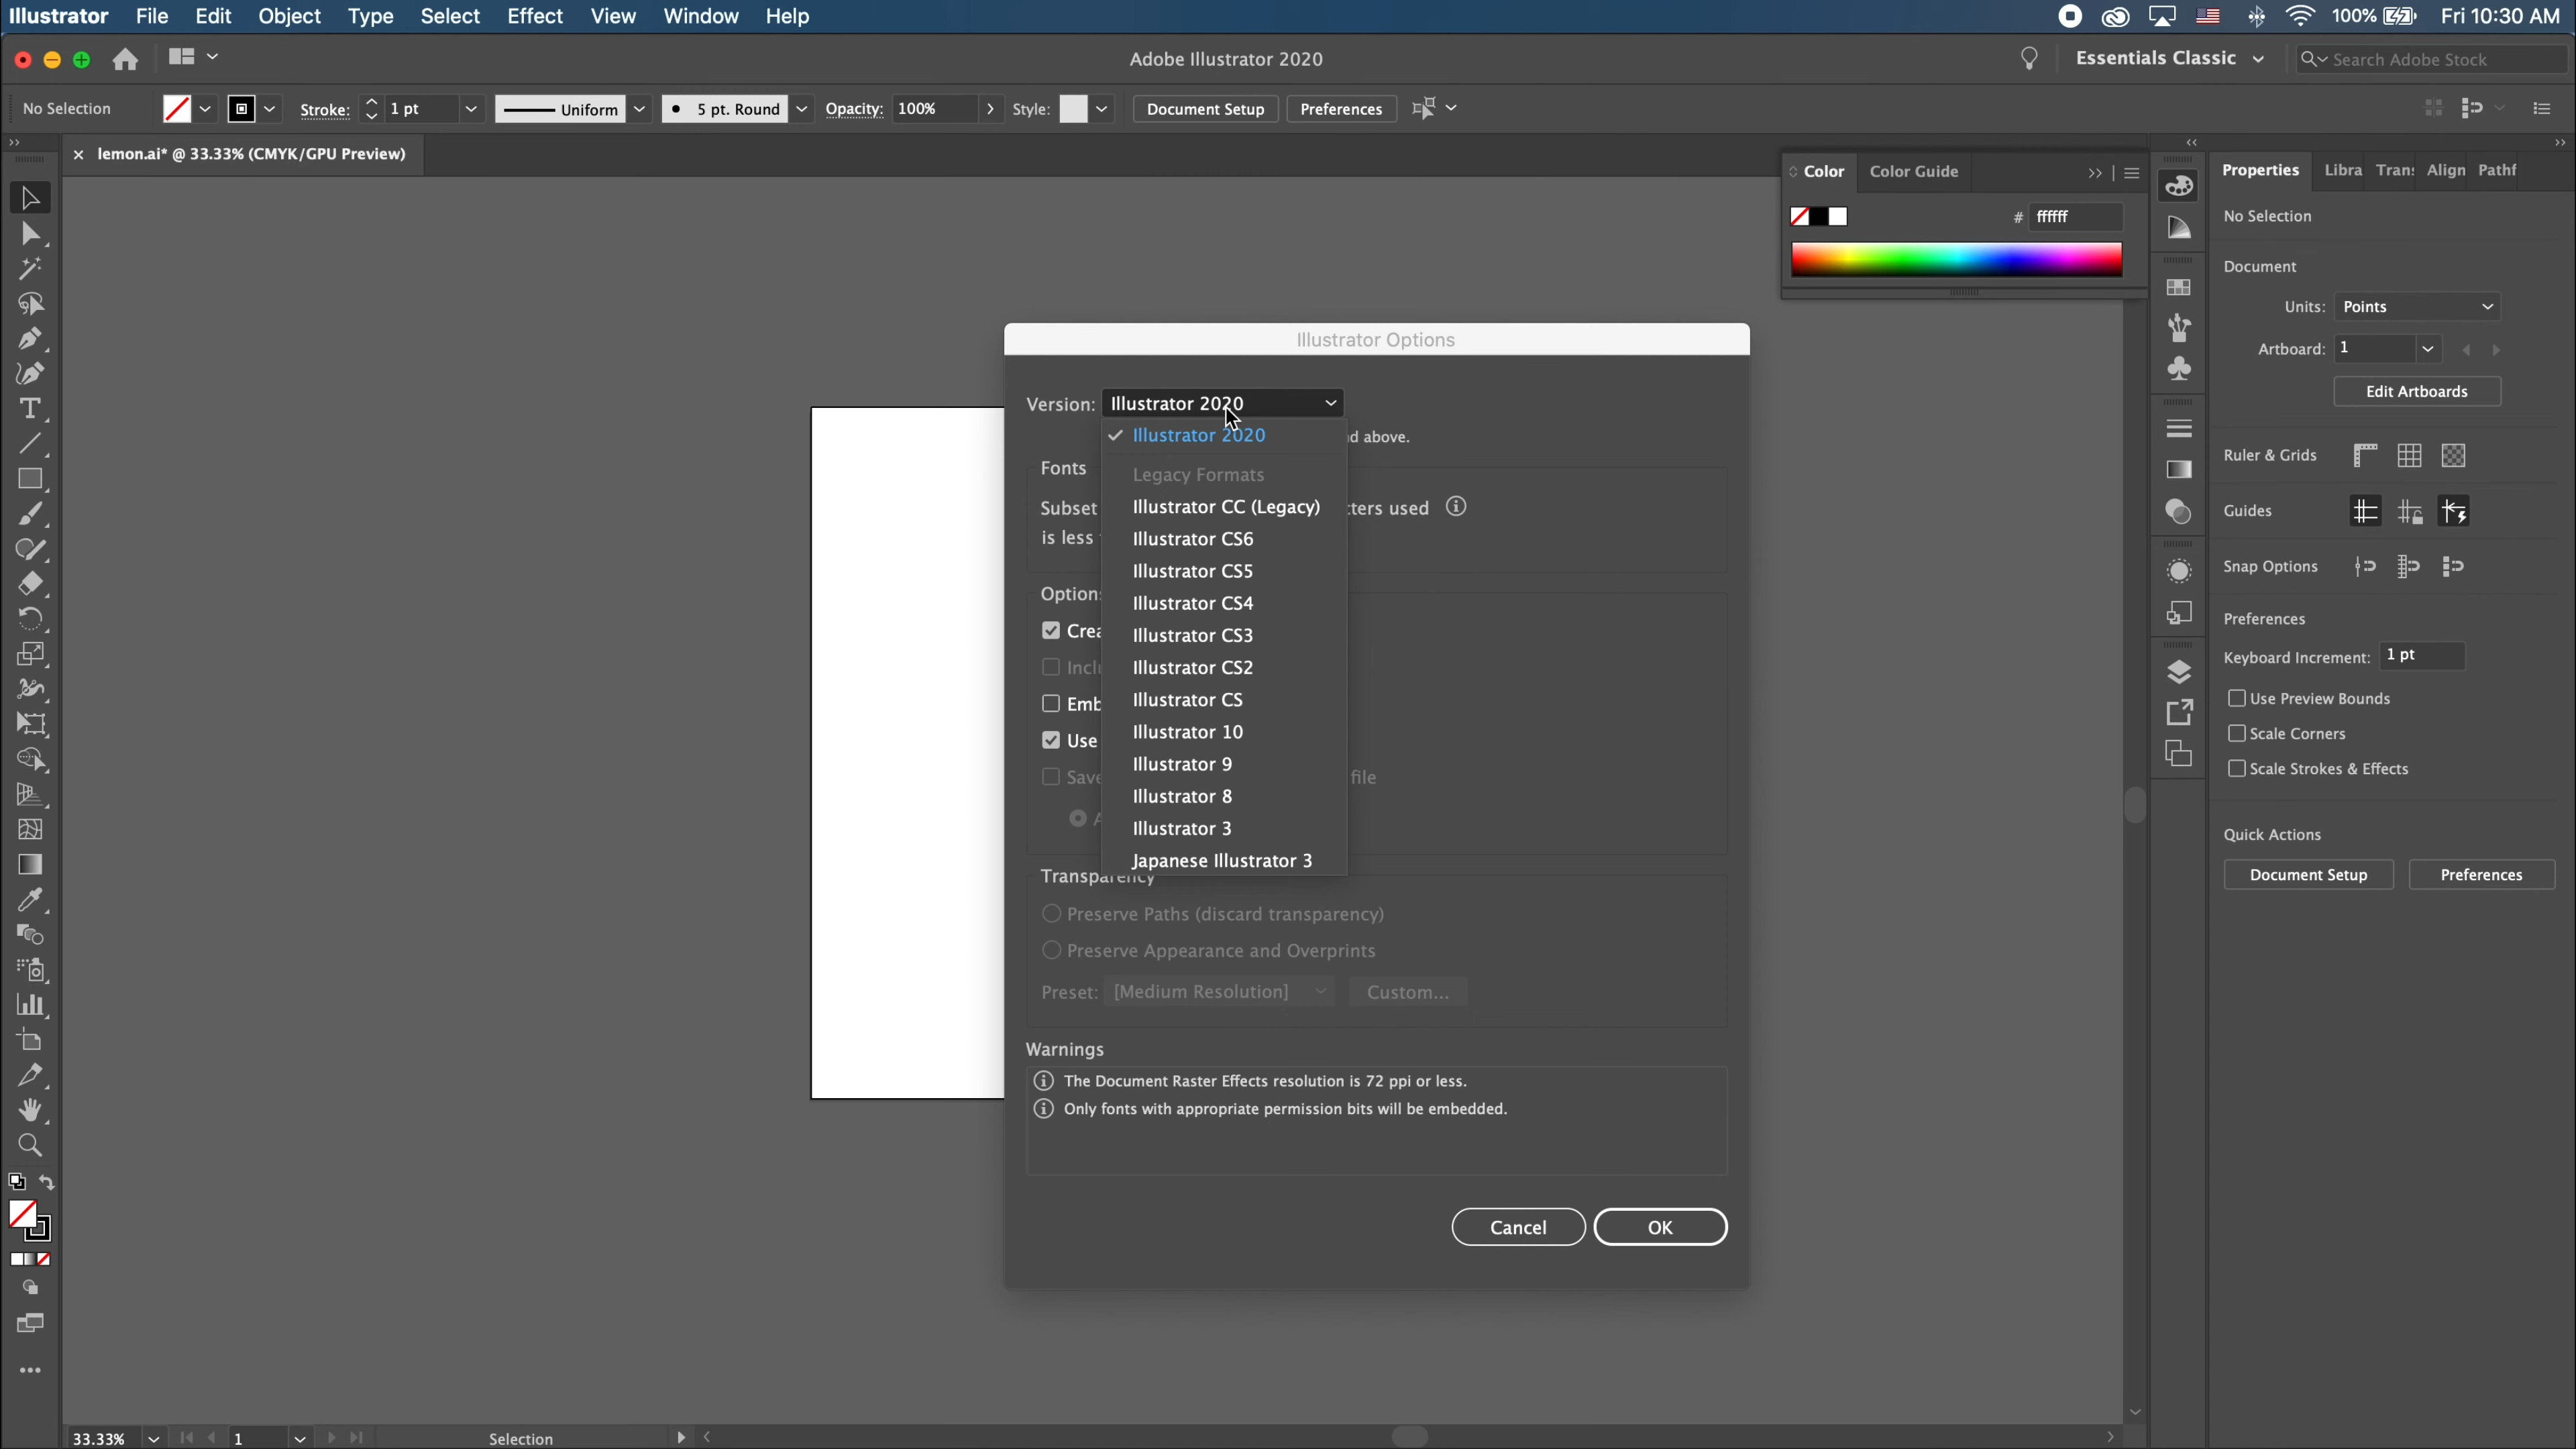 Illustrator File Edit Object Type Select Effect View Window Help 100% Fri 10:30 AM
Adobe Illustrator 2020 Essentials Classic Search Adobe Stock
No Selection Stroke: 1 pt Uniform 5 pt. Round Opacity: 100% Style: Document Setup Preferences
lemon.ai* @ 33.33% (CMYK/GPU Preview)
Color Color Guide
# ffffff
Properties Libra Trans Align Pathf
No Selection
Document
Units: Points
Artboard: 1
Edit Artboards
Ruler & Grids
Guides
Snap Options
Preferences
Keyboard Increment: 1 pt
Use Preview Bounds
Scale Corners
Scale Strokes & Effects
Quick Actions
Document Setup Preferences
Illustrator Options
Version: Illustrator 2020
Illustrator 2020
d above.
Fonts
Legacy Formats
Subset Illustrator CC (Legacy) cters used
is less Illustrator CS6
Illustrator CS5
Options Illustrator CS4
Crea Illustrator CS3
Inclu Illustrator CS2
Emb Illustrator CS
Use Illustrator 10
Illustrator 9
Save file
Illustrator 8
A Illustrator 3
Japanese Illustrator 3
Transparency
Preserve Paths (discard transparency)
Preserve Appearance and Overprints
Preset: [Medium Resolution] Custom...
Warnings
The Document Raster Effects resolution is 72 ppi or less.
Only fonts with appropriate permission bits will be embedded.
Cancel OK
33.33% 1 Selection